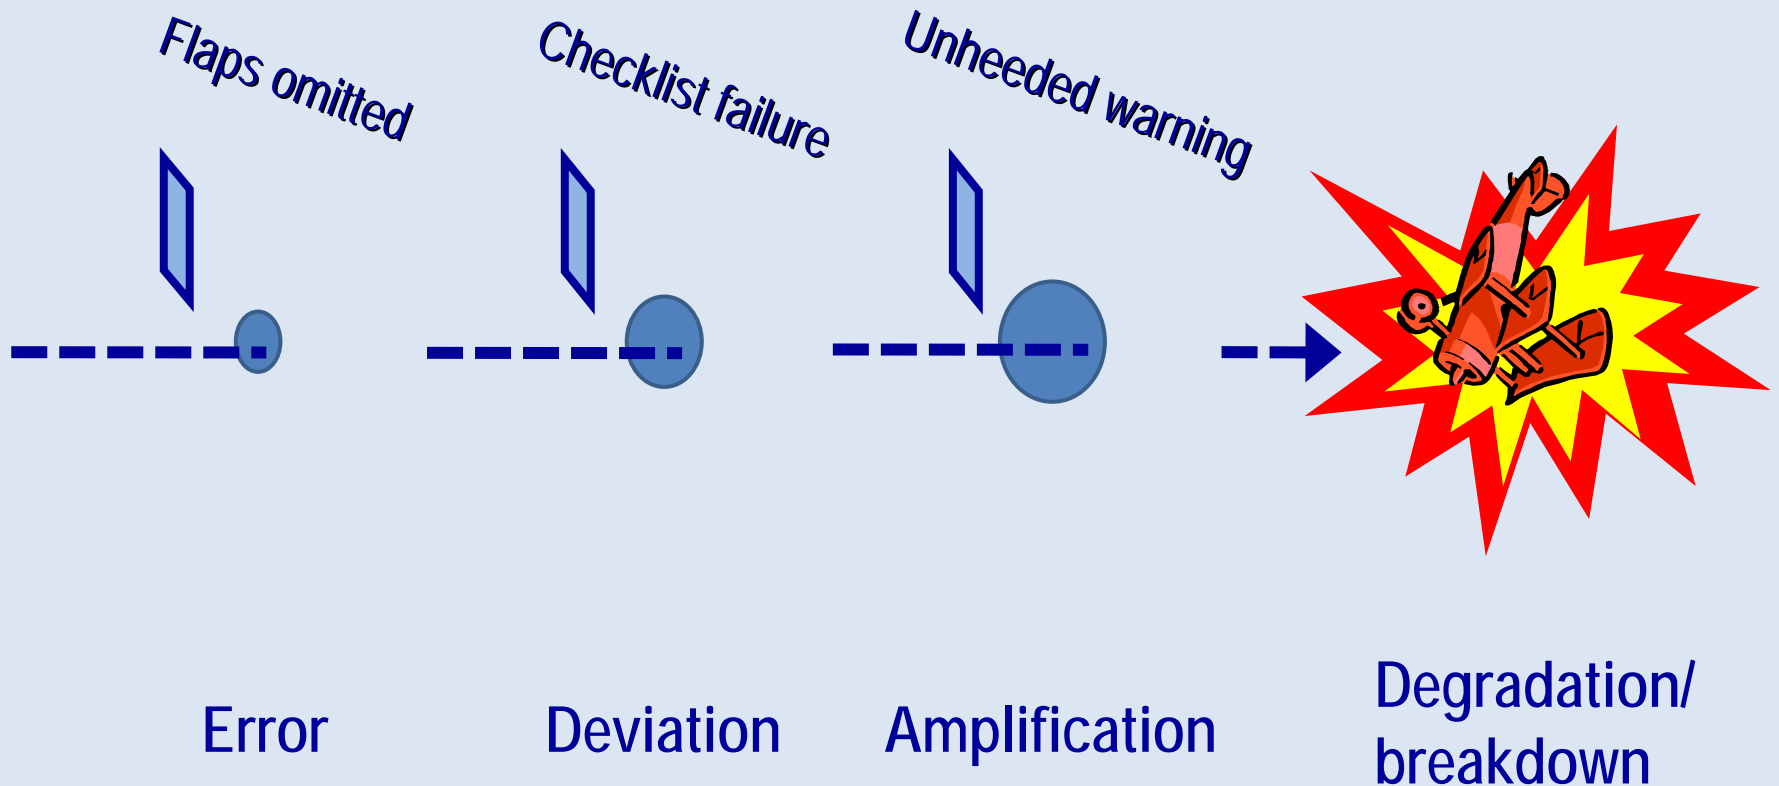 Flaps omitted
Checklist failure
Unheeded warning
Error
Deviation
Amplification
Degradation/
breakdown